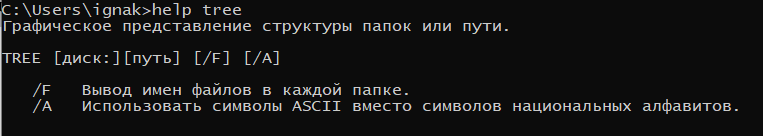 C:\Users\ignak>help tree
Графическое представление структуры папок или пути.
TREE [диск:][путь] [/F] [/A]
/F Вывод имен файлов в каждой папке.
/A Использовать символы ASCII вместо символов национальных алфавитов.